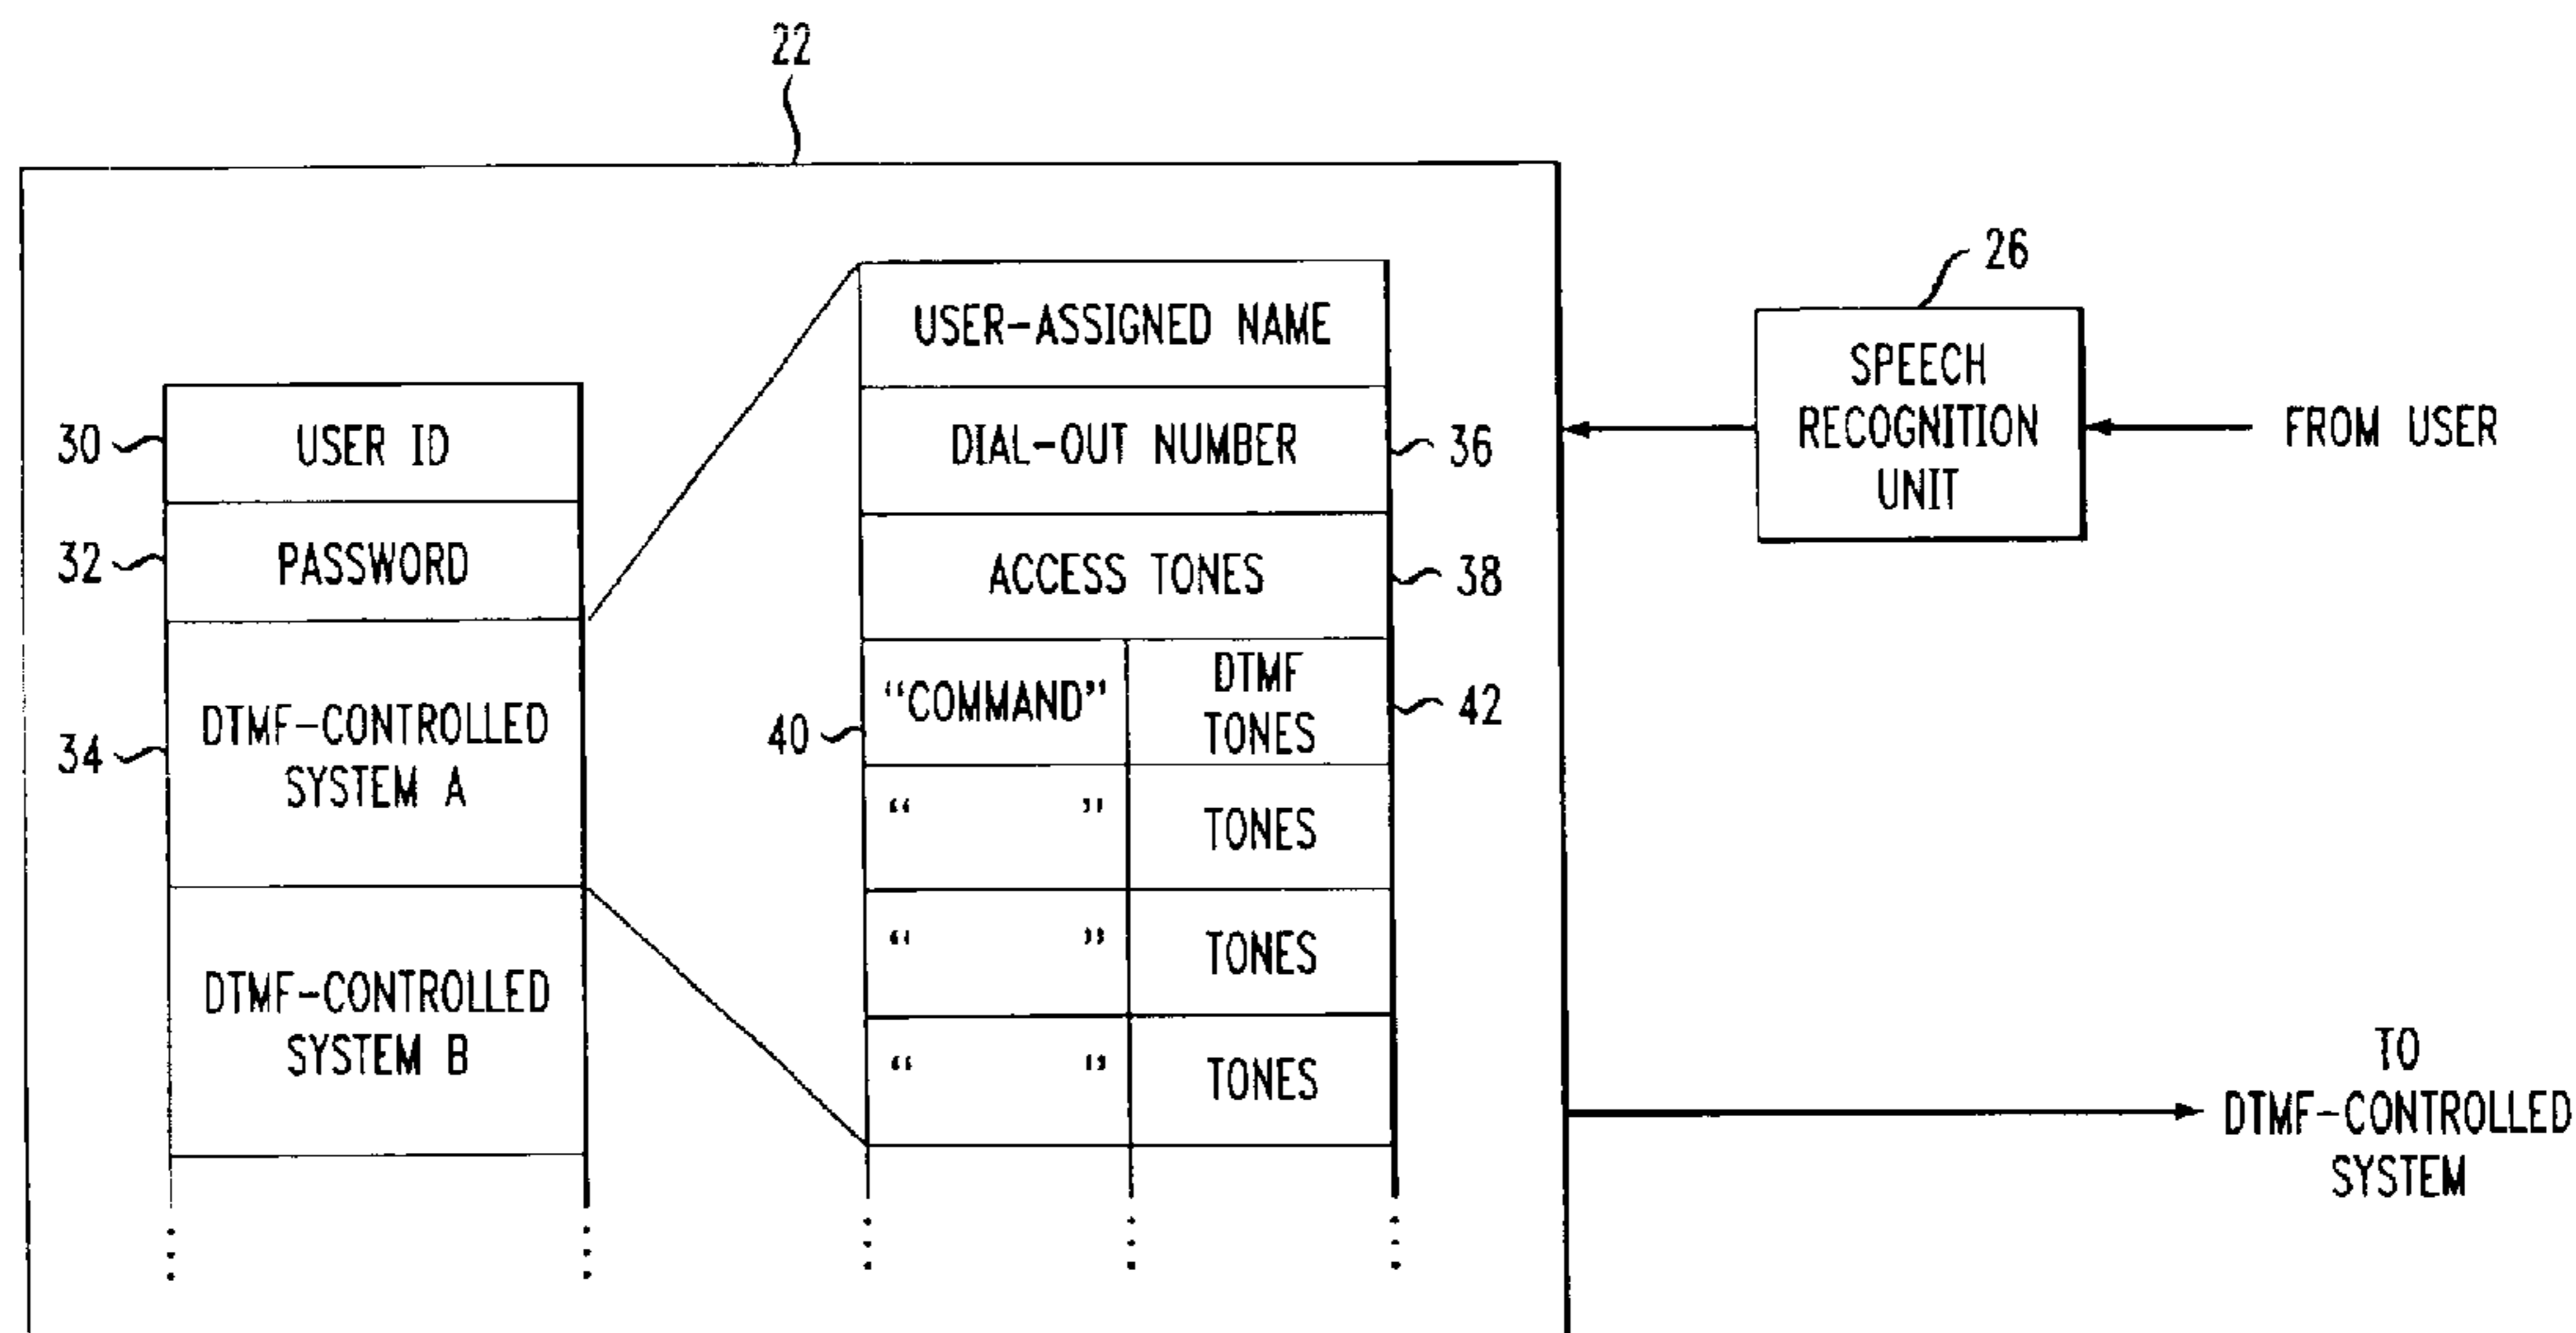 22
USER ID
PASSWORD
DTMF-CONTROLLED
SYSTEM A
DTMF-CONTROLLED
SYSTEM B
30
32
34
USER-ASSIGNED NAME
DIAL-OUT NUMBER
ACCESS TONES
"COMMAND"
DTMF
TONES
“ ”
TONES
“ ”
TONES
“ ”
TONES
36
38
40
42
26
SPEECH
RECOGNITION
UNIT
FROM USER
TO
DTMF-CONTROLLED
SYSTEM